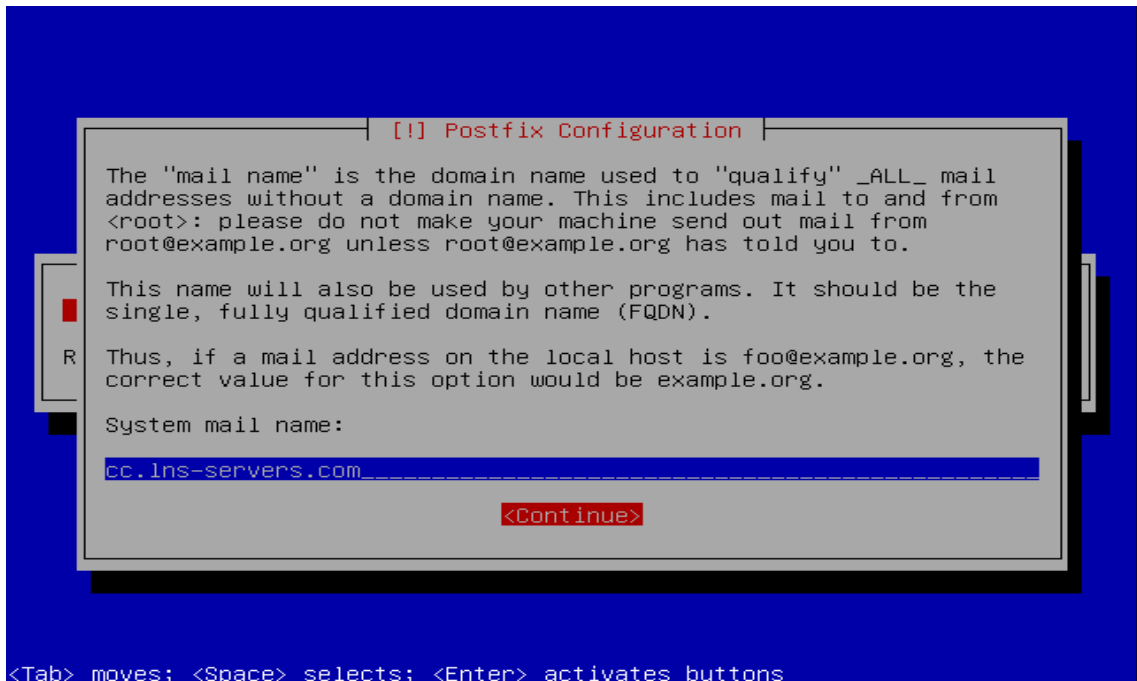 [!] Postfix Configuration
The "mail name" is the domain name used to "qualify" _ALL_ mail
addresses without a domain name. This includes mail to and from
<root>: please do not make your machine send out mail from
root@example.org unless root@example.org has told you to.
This name will also be used by other programs. It should be the
single, fully qualified domain name (FQDN).
R
Thus, if a mail address on the local host is foo@example.org, the
correct value for this option would be example.org.
System mail name:
cc.lns-servers.com
<Continue>
<Tab> moves; <Space> selects; <Enter> activates buttons